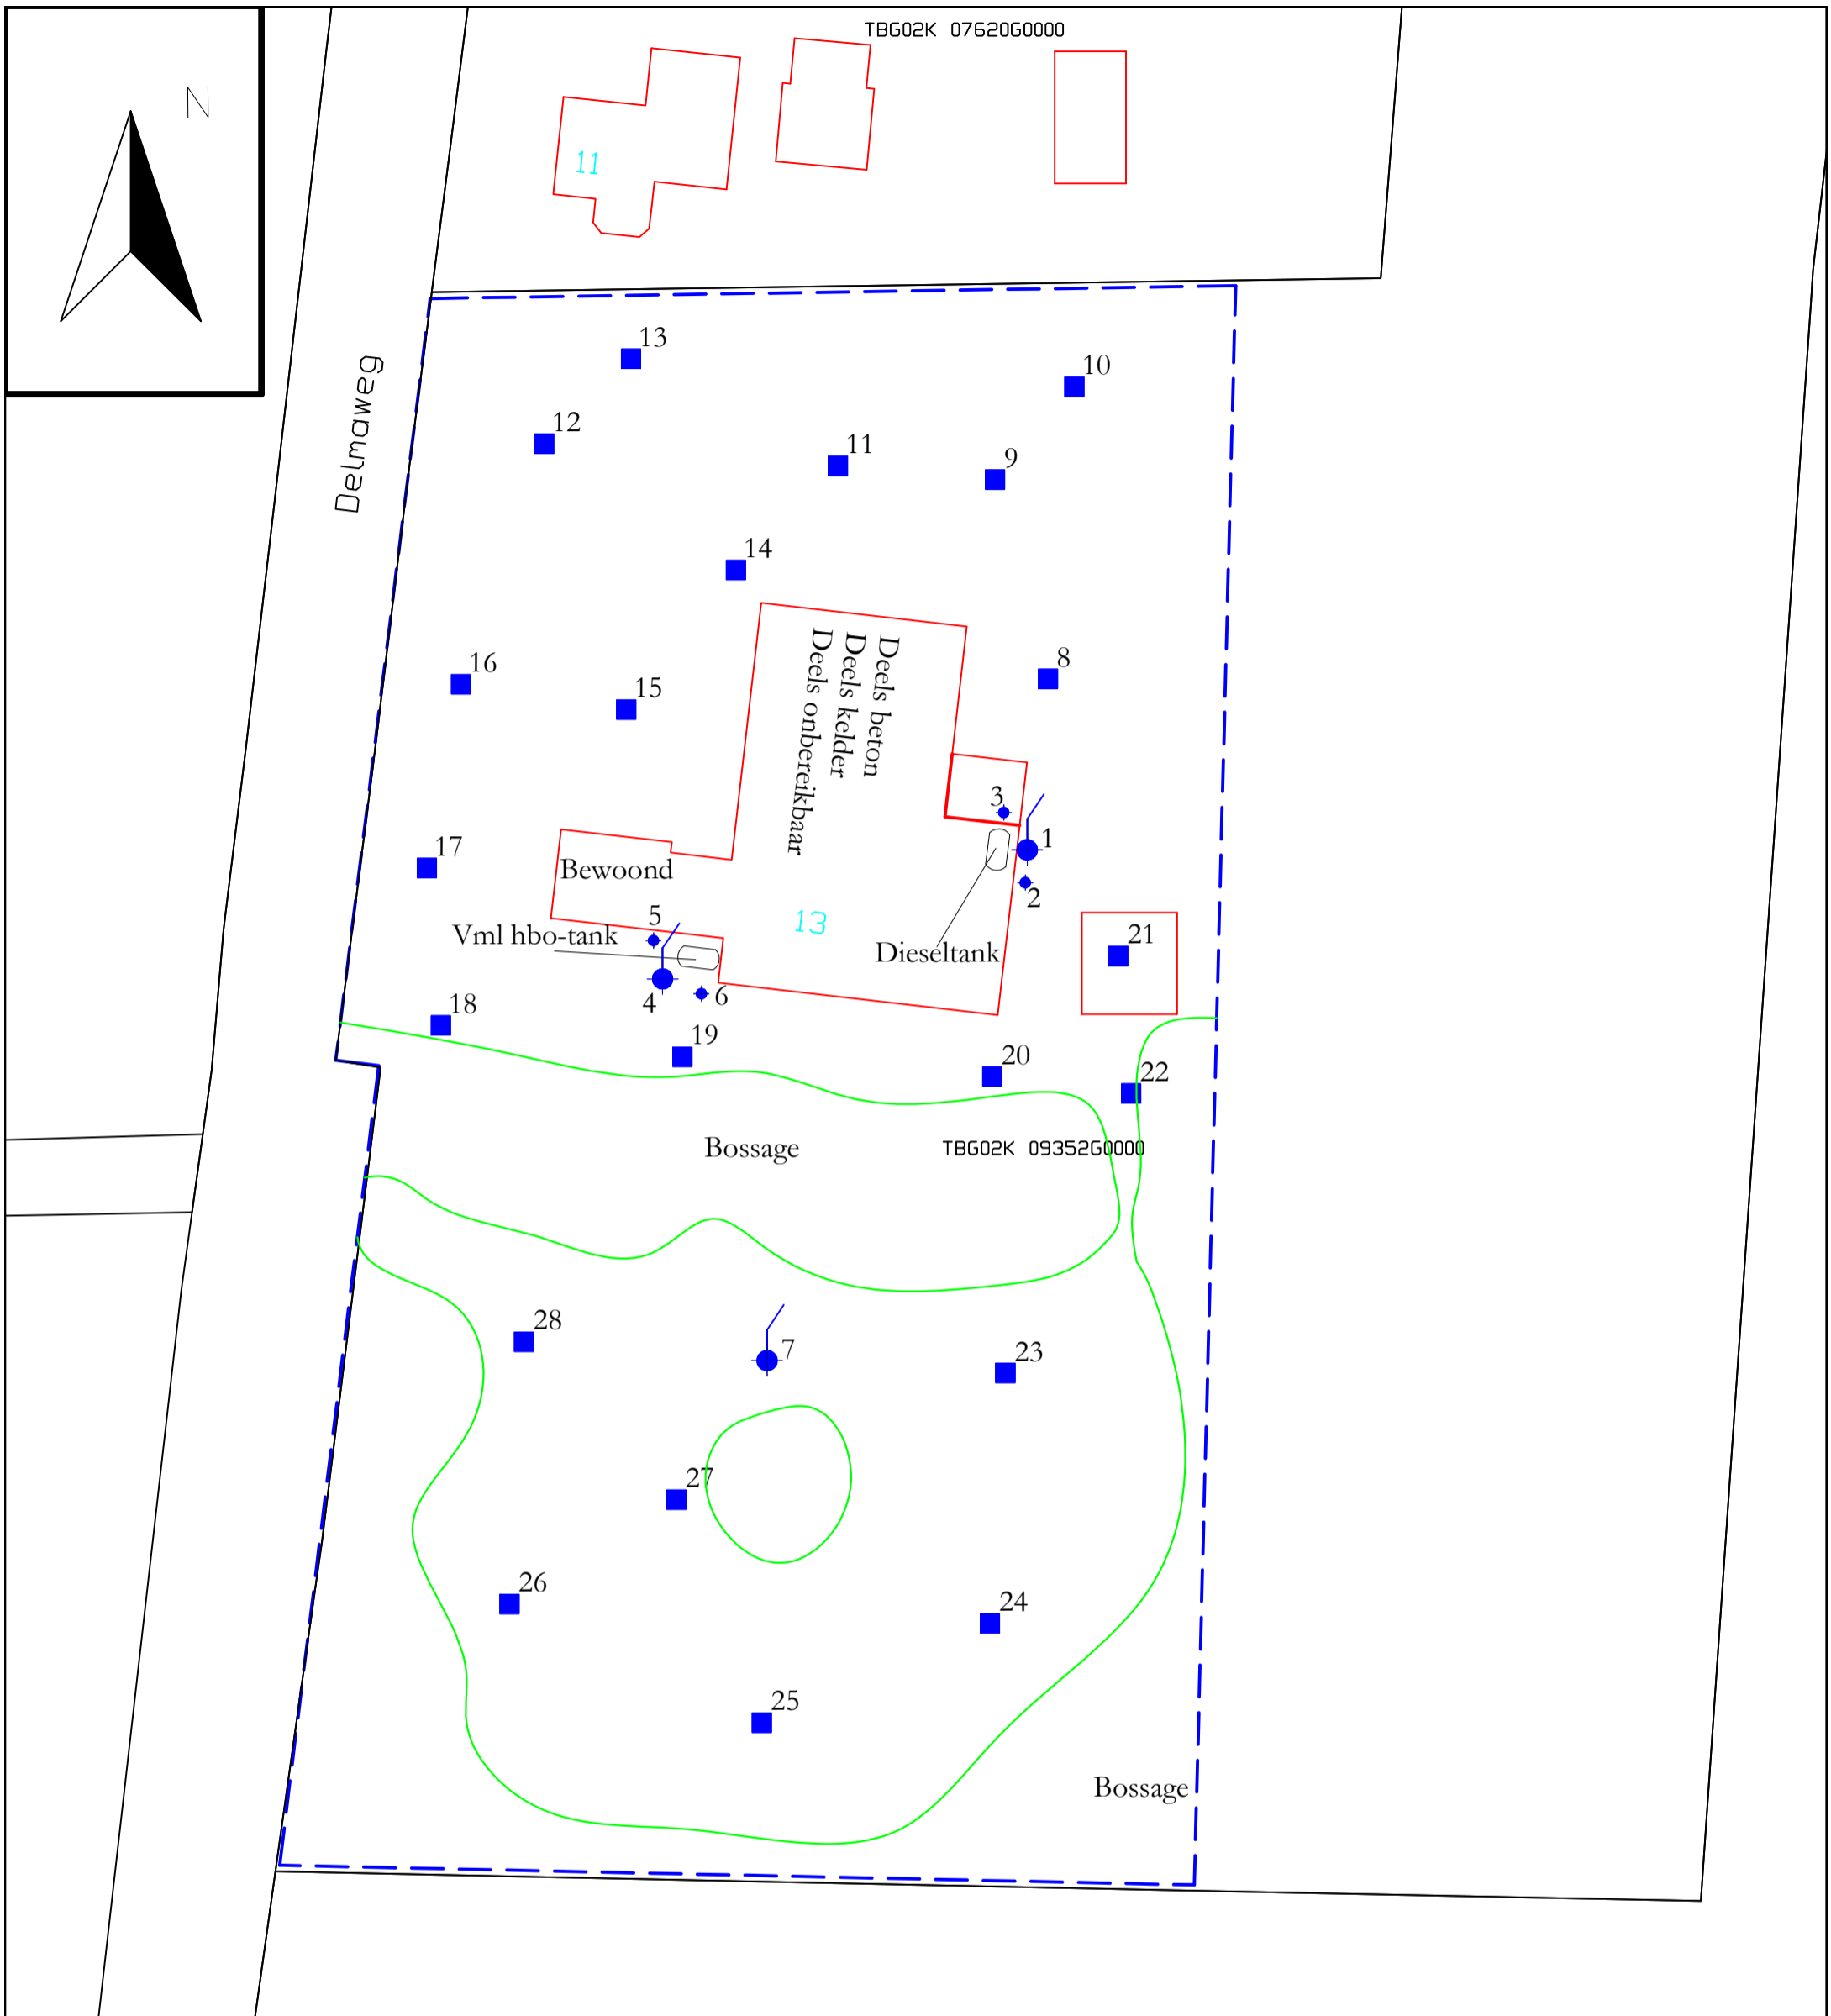 TBG02K 07620G0000
N
11
13
10
Delmaweg
12
11
9
14
16
15
8
Deels beton
Deels kelder
Deels onbereikbaar
3
1
17
Bewoond
2
5
13
Vml hbo-tank
Dieseltank
21
4
6
18
19
20
22
Bossage
TBG02K 09352G0000
28
7
23
27
26
24
25
Bossage